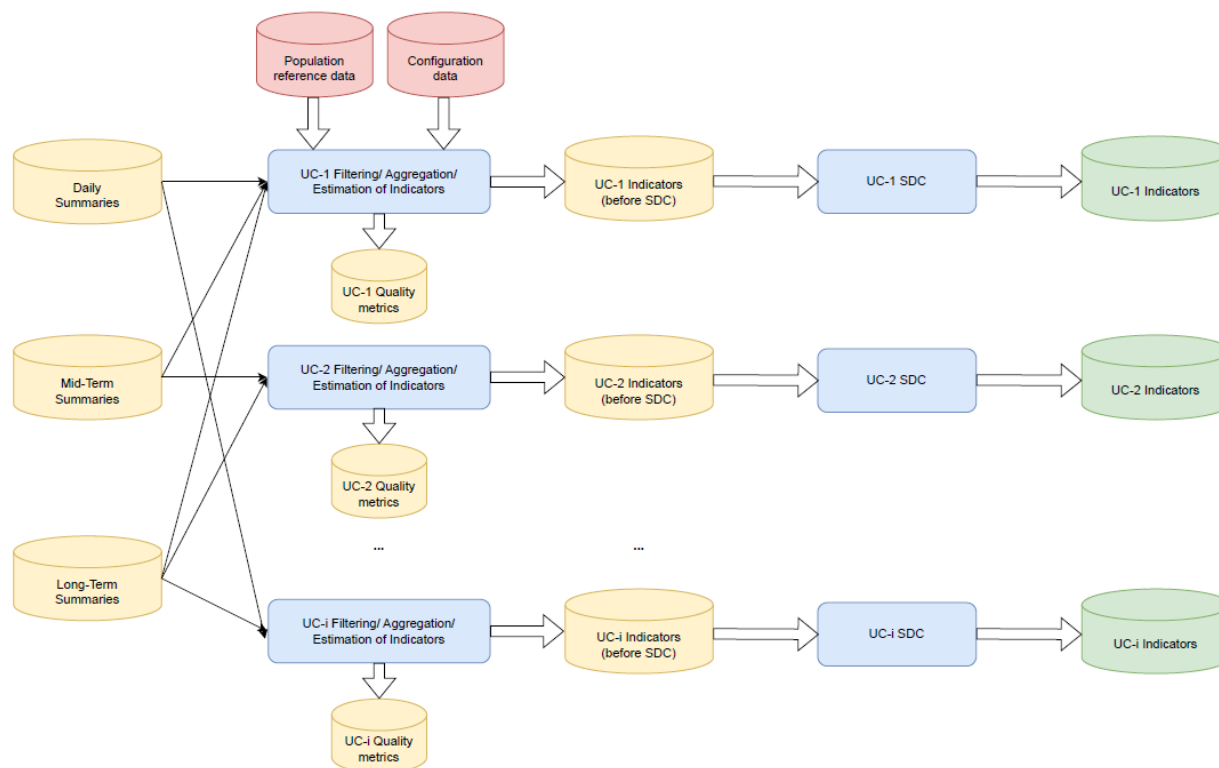 Population
reference data
Configuration
data
Daily
Summaries
UC-1 Filtering/ Aggregation/
Estimation of Indicators
UC-1 Indicators
(before SDC)
UC-1 SDC
UC-1 Indicators
UC-1 Quality
metrics
Mid-Term
Summaries
UC-2 Filtering/ Aggregation/
Estimation of Indicators
UC-2 Indicators
(before SDC)
UC-2 SDC
UC-2 Indicators
UC-2 Quality
metrics
...
...
Long-Term
Summaries
UC-i Filtering/ Aggregation/
Estimation of Indicators
UC-i Indicators
(before SDC)
UC-i SDC
UC-i Indicators
UC-i Quality
metrics